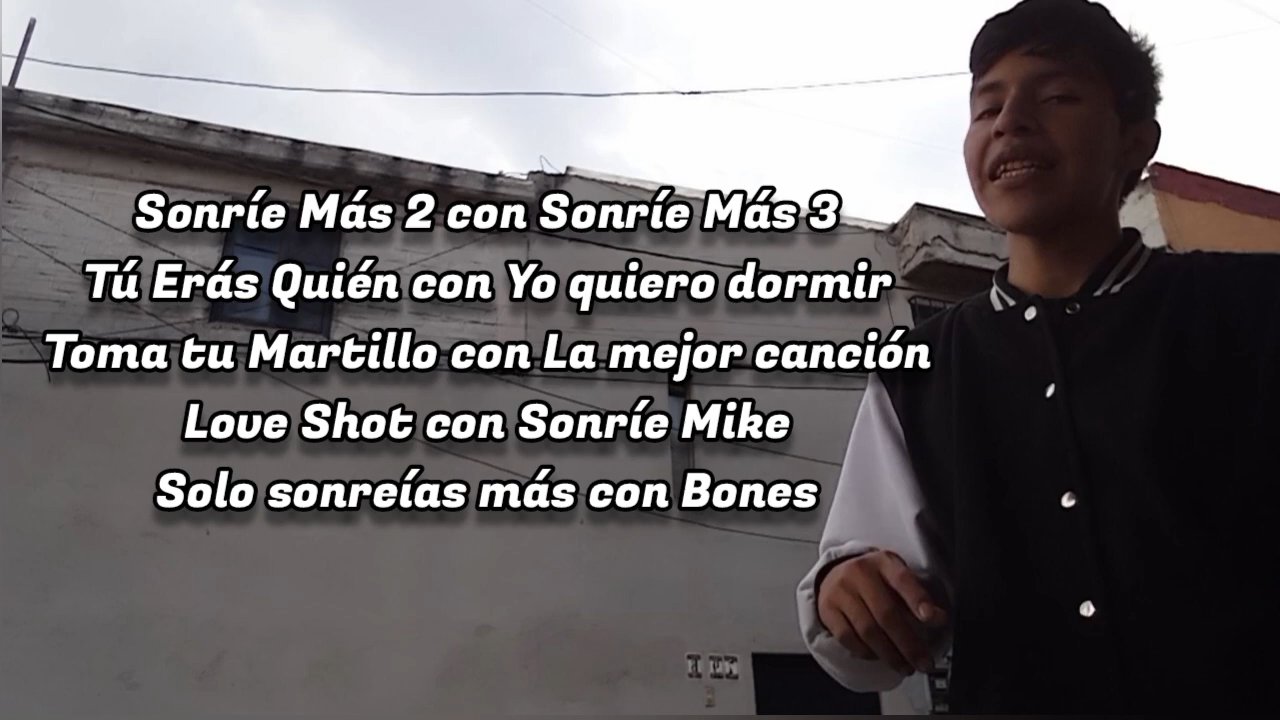 Sonríe Más 2 con Sonríe Más 3
Tú Erás Quién con Yo quiero dormir
Toma tu Martillo con La mejor canción
Love Shot con Sonríe Mike
Solo sonreías más con Bones